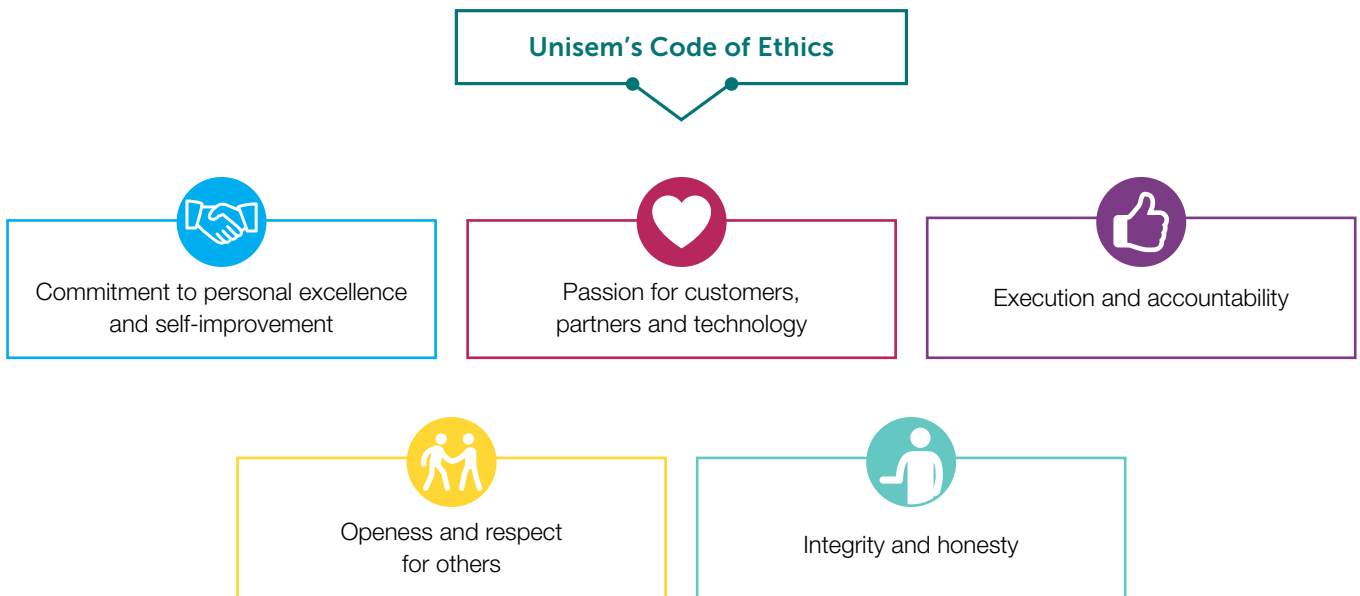 Unisem’s Code of Ethics
Commitment to personal excellence
and self-improvement
Passion for customers,
partners and technology
Execution and accountability
Openess and respect
for others
Integrity and honesty